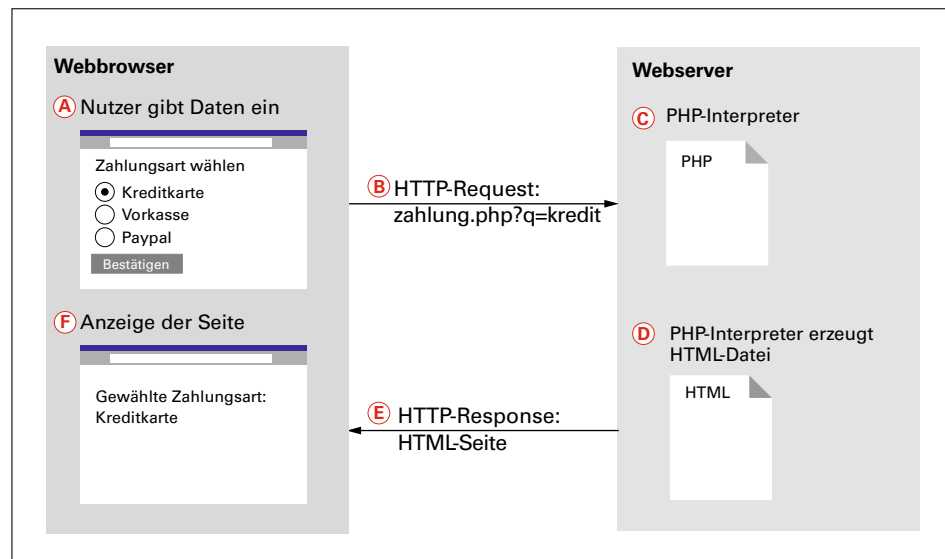 Webbrowser
A Nutzer gibt Daten ein
Zahlungsart wählen
Kreditkarte
Vorkasse
Paypal
Bestätigen
B HTTP-Request:
zahlung.php?q=kredit
Webserver
C PHP-Interpreter
PHP
D PHP-Interpreter erzeugt
HTML-Datei
HTML
E HTTP-Response:
HTML-Seite
F Anzeige der Seite
Gewählte Zahlungsart:
Kreditkarte